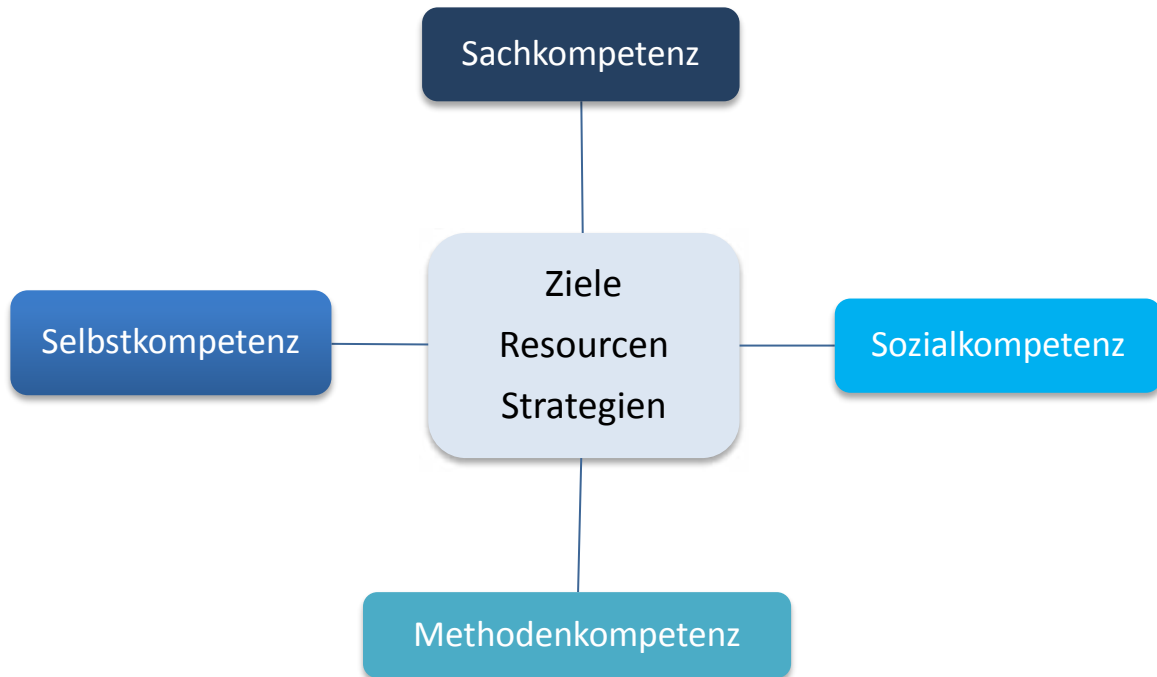 Sachkompetenz
Ziele
Selbstkompetenz
Resourcen
Sozialkompetenz
Strategien
Methodenkompetenz